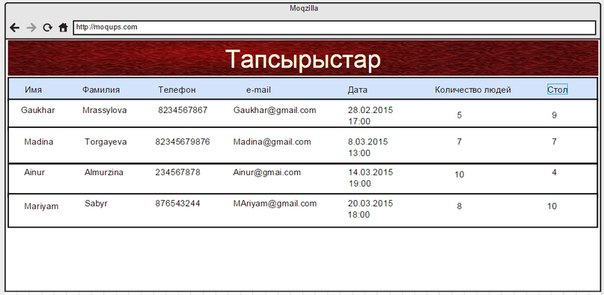 Moqzilla
http://moqups.com
Тапсырыстар
Имя Фамилия Телефон e-mail Дата Количество людей Стол
Gaukhar Mrassylova 8234567867 Gaukhar@gmail.com 28.02.2015 5 9
17:00
Madina Torgayeva 82345679876 Madina@gmail.com 8.03.2015 7 7
13:00
Ainur Almurzina 234567878 Ainur@gmai.com 14.03.2015 10 4
19:00
Mariyam Sabyr 876543244 MAriyam@gmail.com 20.03.2015 8 10
18:00